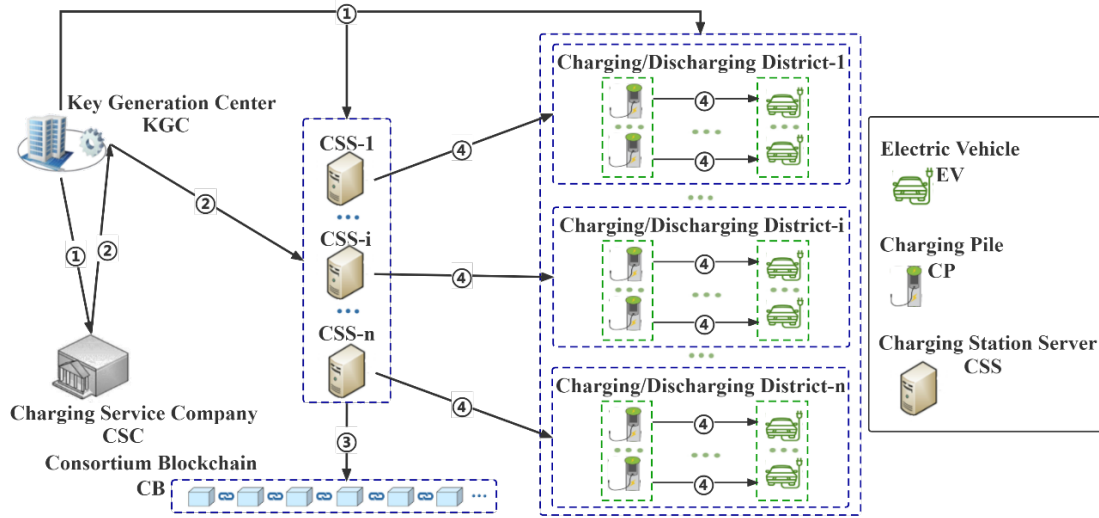 ①
Key Generation Center
KGC
①
②
②
Charging Service Company
CSC
CSS-1
CSS-i
CSS-n
④
④
④
③
Consortium Blockchain
CB
Charging/Discharging District-1
④
④
Charging/Discharging District-i
④
④
Charging/Discharging District-n
④
④
Electric Vehicle
EV
Charging Pile
CP
Charging Station Server
CSS